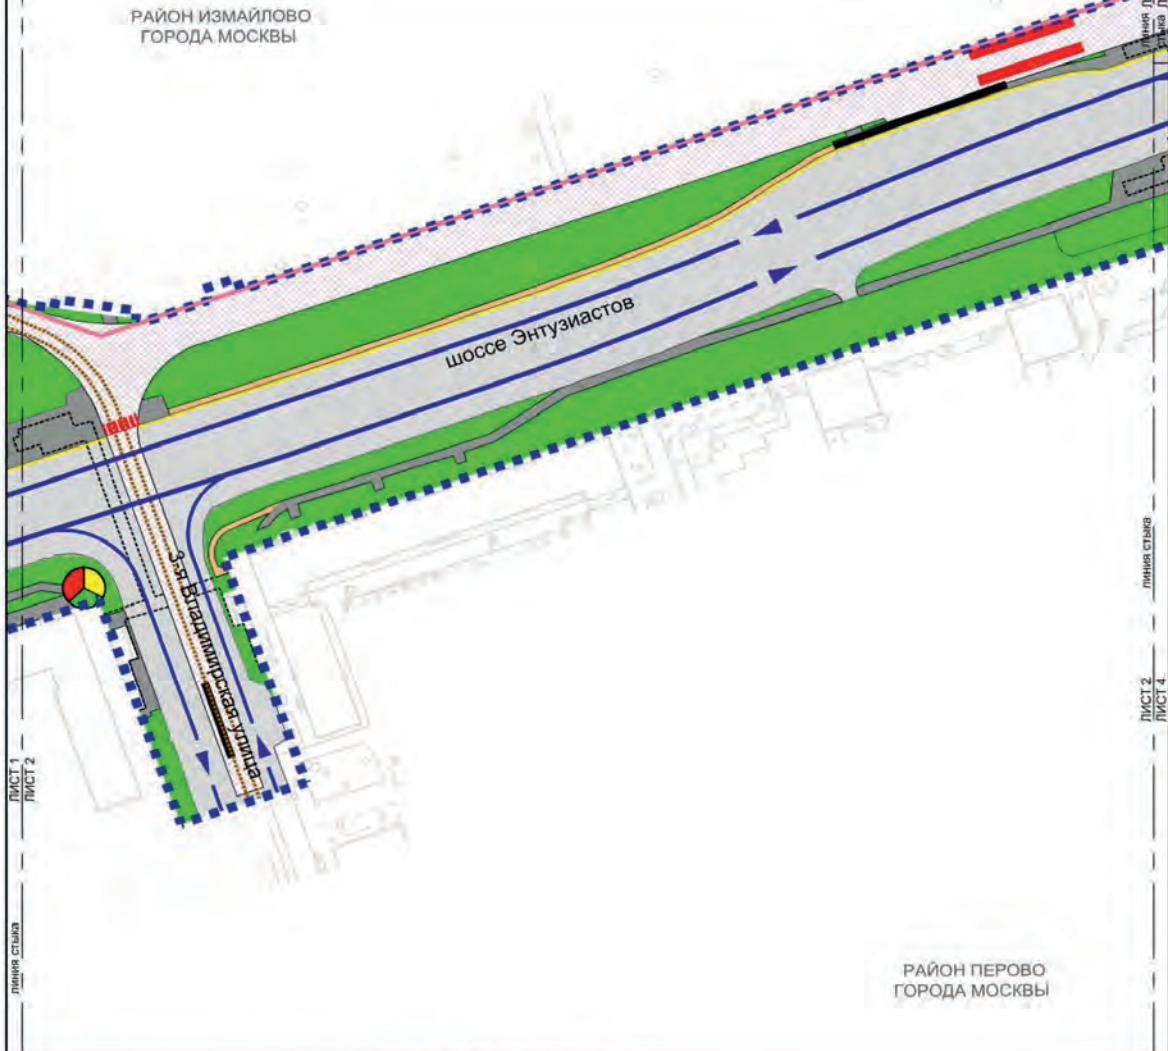 РАЙОН ИЗМАЙЛОВО
ГОРОДА МОСКВЫ
шоссе Энтузиастов
3-я Владимирская улица
ЛИСТ 1
ЛИСТ 2
линия стыка
линия стыка
ЛИСТ 2
ЛИСТ 4
РАЙОН ПЕРОВО
ГОРОДА МОСКВЫ